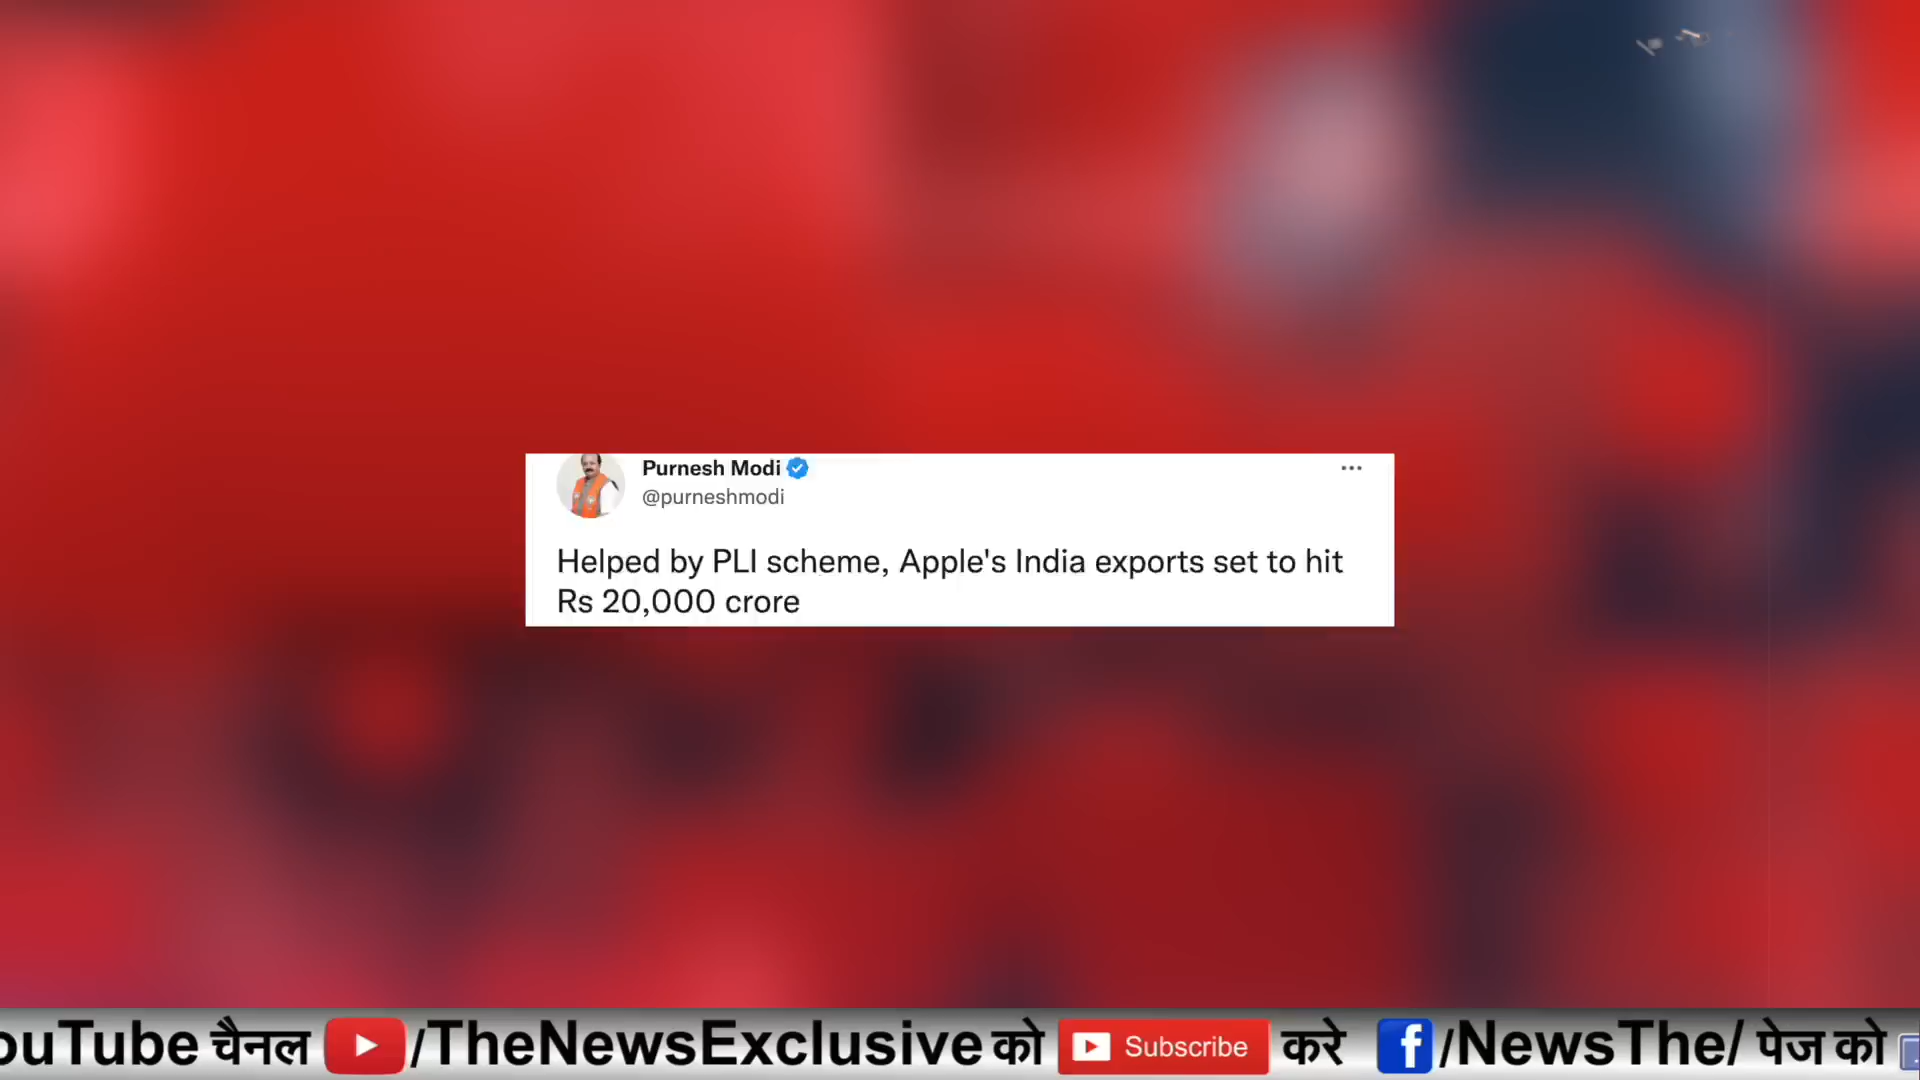 Purnesh Modi
@purneshmodi
Helped by PLI scheme, Apple's India exports set to hit
Rs 20,000 crore
ouTube चैनल /TheNewsExclusive को Subscribe करे f/NewsThe/ पेज को